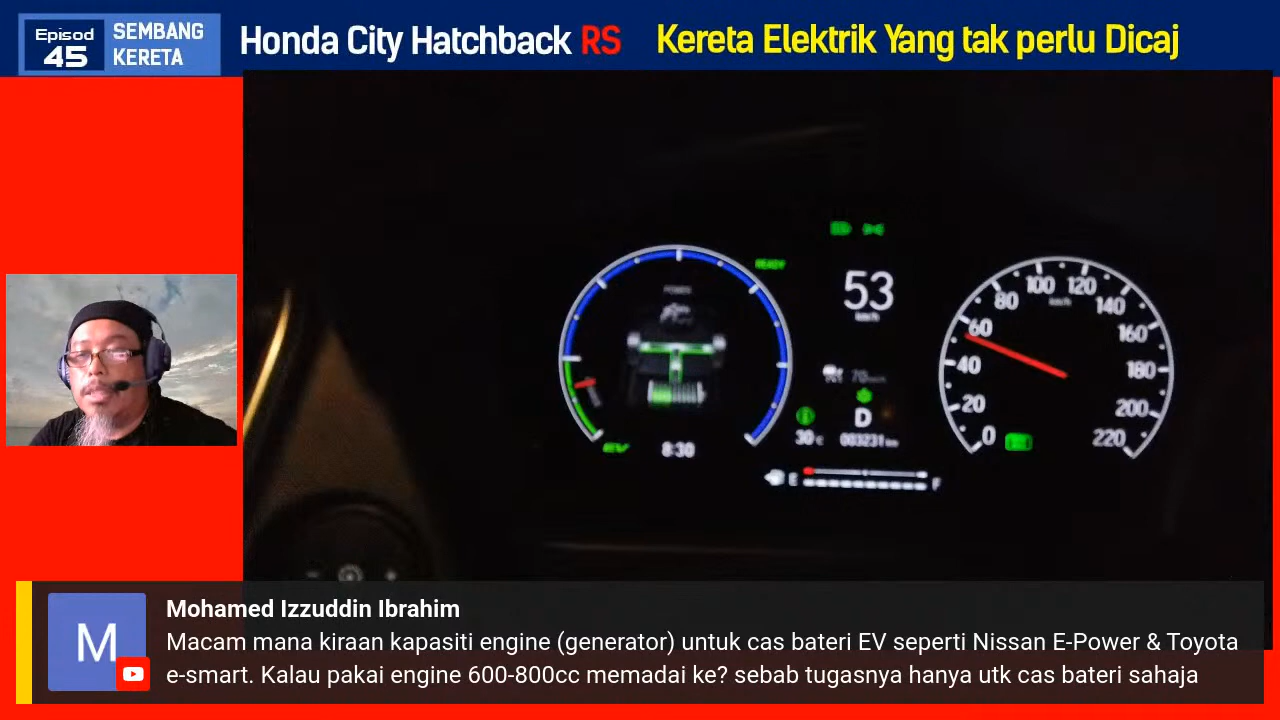 Episod
45
SEMBANG
KERETA
Honda City Hatchback RS
Kereta Elektrik Yang tak perlu Dicaj
READY
POWER
53
km/h
70
D
30°C
003231 km
8:30
EV
E
F
0
20
40
60
80
100
120
140
160
180
200
220
km/h
M
Mohamed Izzuddin Ibrahim
Macam mana kiraan kapasiti engine (generator) untuk cas bateri EV seperti Nissan E-Power & Toyota
e-smart. Kalau pakai engine 600-800cc memadai ke? sebab tugasnya hanya utk cas bateri sahaja